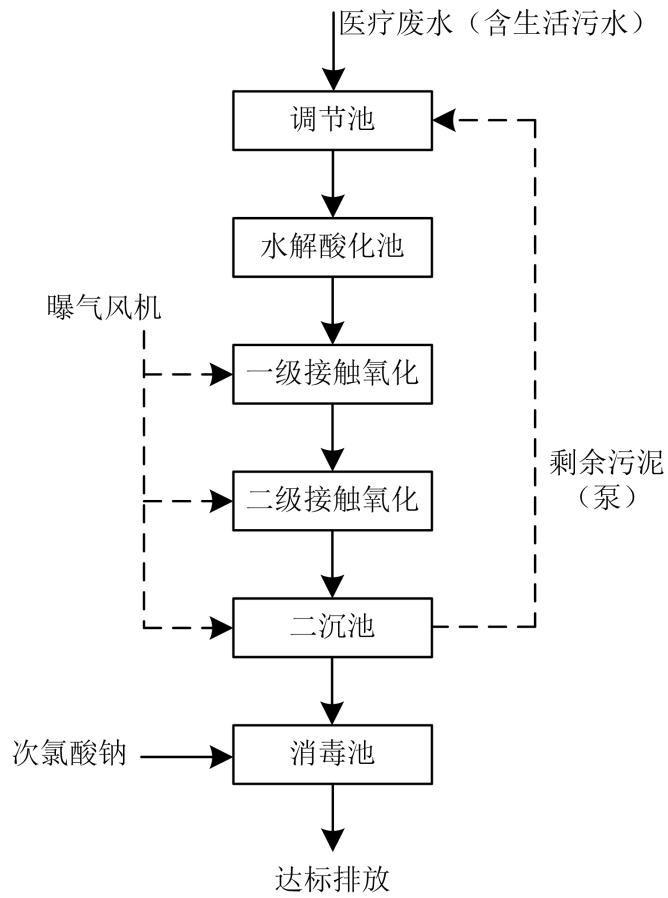 医疗废水（含生活污水）
调节池
水解酸化池
曝气风机
一级接触氧化
二级接触氧化
剩余污泥
（泵）
二沉池
次氯酸钠
消毒池
达标排放